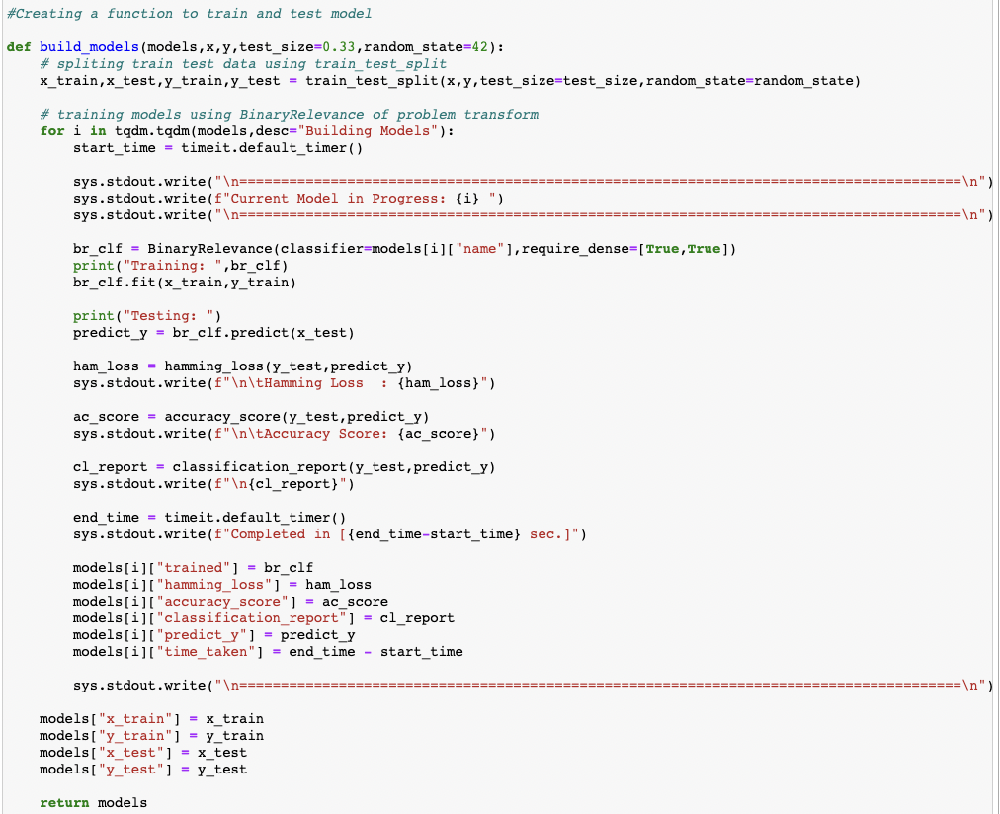 #Creating a function to train and test model
def build_models(models,x,y,test_size=0.33,random_state=42):
    # spliting train test data using train_test_split
    x_train,x_test,y_train,y_test = train_test_split(x,y,test_size=test_size,random_state=random_state)
    # training models using BinaryRelevance of problem transform
    for i in tqdm.tqdm(models,desc="Building Models"):
        start_time = timeit.default_timer()
        sys.stdout.write("\n=======================================================================================\n")
        sys.stdout.write(f"Current Model in Progress: {i} ")
        sys.stdout.write("\n=======================================================================================\n")
        br_clf = BinaryRelevance(classifier=models[i]["name"],require_dense=[True,True])
        print("Training: ",br_clf)
        br_clf.fit(x_train,y_train)
        print("Testing: ")
        predict_y = br_clf.predict(x_test)
        ham_loss = hamming_loss(y_test,predict_y)
        sys.stdout.write(f"\n\tHamming Loss  : {ham_loss}")
        ac_score = accuracy_score(y_test,predict_y)
        sys.stdout.write(f"\n\tAccuracy Score: {ac_score}")
        cl_report = classification_report(y_test,predict_y)
        sys.stdout.write(f"\n{cl_report}")
        end_time = timeit.default_timer()
        sys.stdout.write(f"Completed in [{end_time-start_time} sec.]")
        models[i]["trained"] = br_clf
        models[i]["hamming_loss"] = ham_loss
        models[i]["accuracy_score"] = ac_score
        models[i]["classification_report"] = cl_report
        models[i]["predict_y"] = predict_y
        models[i]["time_taken"] = end_time - start_time
        sys.stdout.write("\n=======================================================================================\n")
    models["x_train"] = x_train
    models["y_train"] = y_train
    models["x_test"] = x_test
    models["y_test"] = y_test
    return models